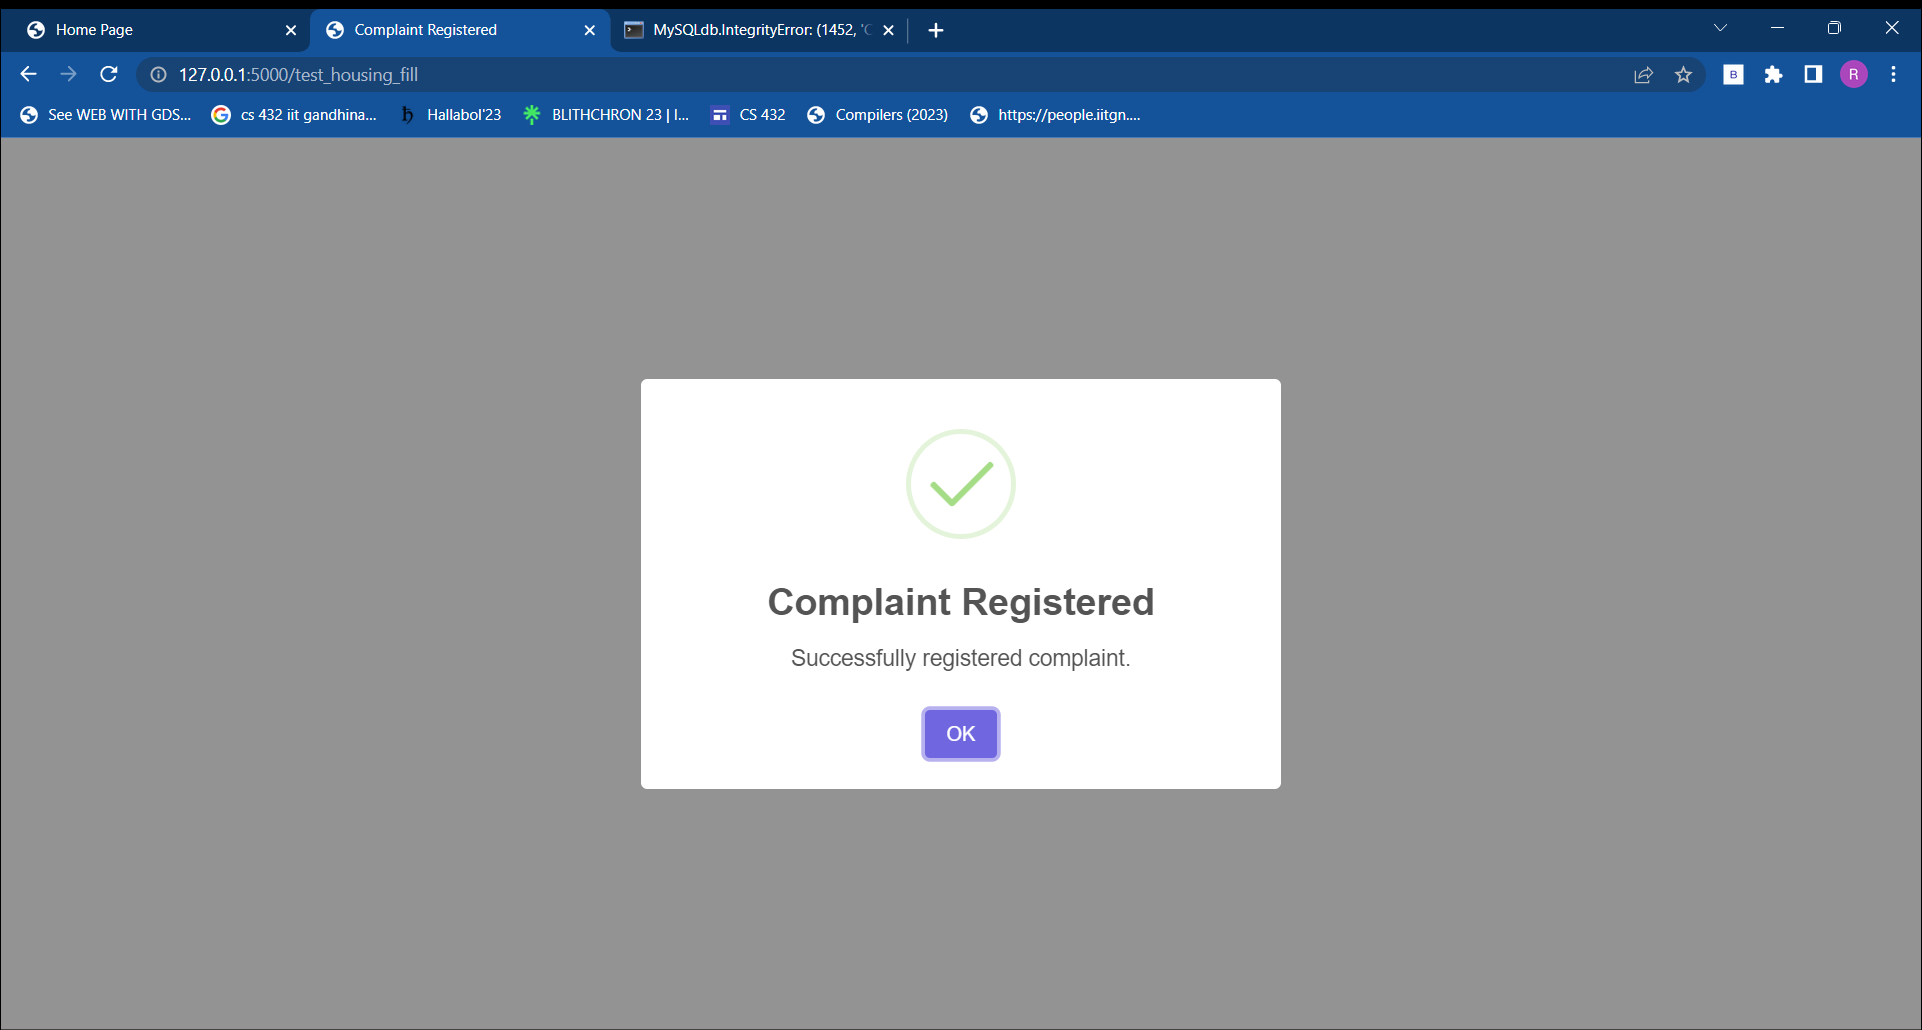 Home Page
Complaint Registered
MySQLdb.IntegrityError: (1452, 'C
127.0.0.1:5000/test_housing_fill
B
R
See WEB WITH GDS...
cs 432 iit gandhina...
Hallabol'23
BLITHCHRON 23 | I...
CS 432
Compilers (2023)
https://people.iitgn....
Complaint Registered
Successfully registered complaint.
OK